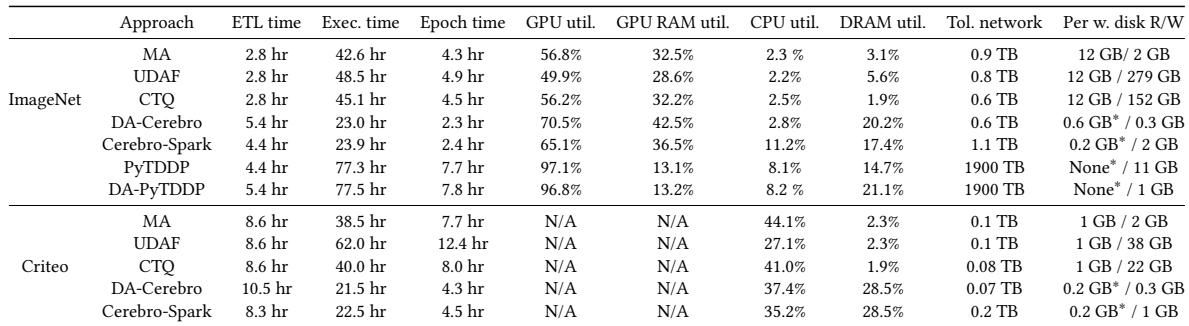 Approach ETL time Exec. time Epoch time GPU util. GPU RAM util. CPU util. DRAM util. Tol. network Per w. disk R/W
MA 2.8 hr 42.6 hr 4.3 hr 56.8% 32.5% 2.3 % 3.1% 0.9 TB 12 GB/ 2 GB
UDAF 2.8 hr 48.5 hr 4.9 hr 49.9% 28.6% 2.2% 5.6% 0.8 TB 12 GB / 279 GB
ImageNet CTQ 2.8 hr 45.1 hr 4.5 hr 56.2% 32.2% 2.5% 1.9% 0.6 TB 12 GB / 152 GB
DA-Cerebro 5.4 hr 23.0 hr 2.3 hr 70.5% 42.5% 2.8% 20.2% 0.6 TB 0.6 GB* / 0.3 GB
Cerebro-Spark 4.4 hr 23.9 hr 2.4 hr 65.1% 36.5% 11.2% 17.4% 1.1 TB 0.2 GB* / 2 GB
PyTDDP 4.4 hr 77.3 hr 7.7 hr 97.1% 13.1% 8.1% 14.7% 1900 TB None* / 11 GB
DA-PyTDDP 5.4 hr 77.5 hr 7.8 hr 96.8% 13.2% 8.2 % 21.1% 1900 TB None* / 1 GB
MA 8.6 hr 38.5 hr 7.7 hr N/A N/A 44.1% 2.3% 0.1 TB 1 GB / 2 GB
UDAF 8.6 hr 62.0 hr 12.4 hr N/A N/A 27.1% 2.3% 0.1 TB 1 GB / 38 GB
Criteo CTQ 8.6 hr 40.0 hr 8.0 hr N/A N/A 41.0% 1.9% 0.08 TB 1 GB / 22 GB
DA-Cerebro 10.5 hr 21.5 hr 4.3 hr N/A N/A 37.4% 28.5% 0.07 TB 0.2 GB* / 0.3 GB
Cerebro-Spark 8.3 hr 22.5 hr 4.5 hr N/A N/A 35.2% 28.5% 0.2 TB 0.2 GB* / 1 GB